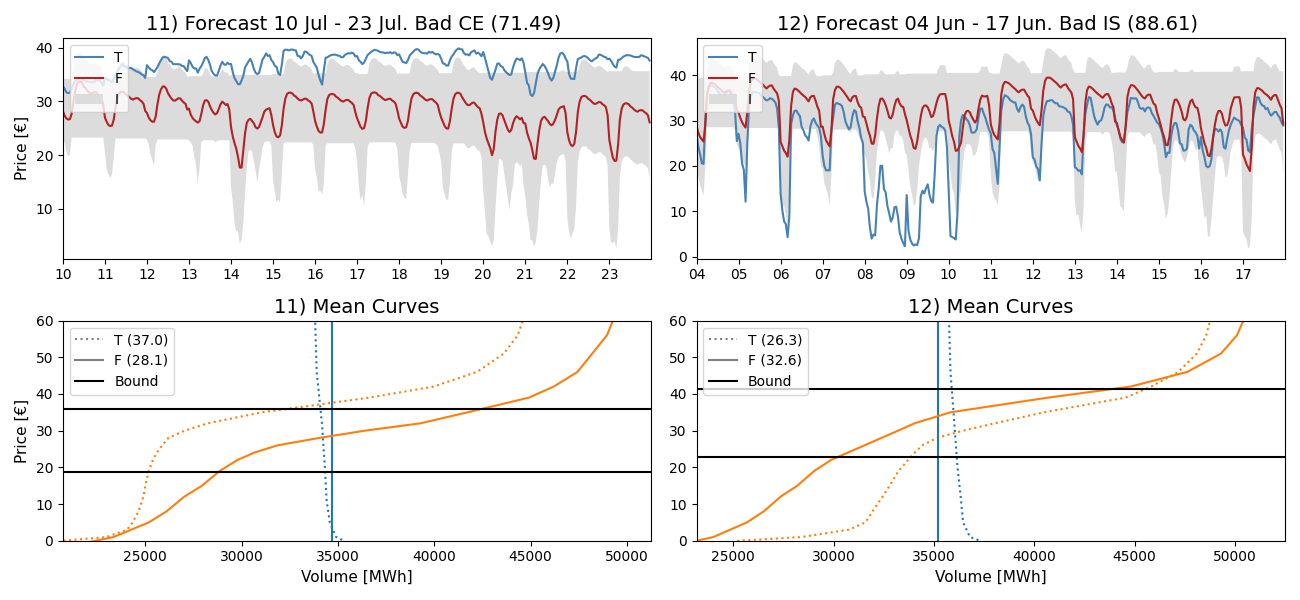 11) Forecast 10 Jul - 23 Jul. Bad CE (71.49)
Price [€]
40
30
20
10
T
F
I
10 11 12 13 14 15 16 17 18 19 20 21 22 23
12) Forecast 04 Jun - 17 Jun. Bad IS (88.61)
40
30
20
10
0
T
F
I
04 05 06 07 08 09 10 11 12 13 14 15 16 17
11) Mean Curves
Price [€]
60
50
40
30
20
10
0
T (37.0)
F (28.1)
Bound
25000 30000 35000 40000 45000 50000
Volume [MWh]
12) Mean Curves
60
50
40
30
20
10
0
T (26.3)
F (32.6)
Bound
25000 30000 35000 40000 45000 50000
Volume [MWh]